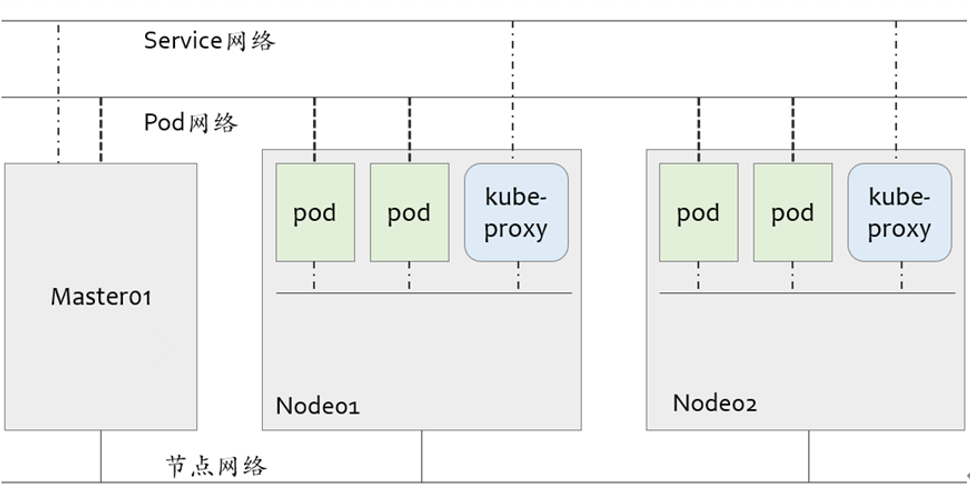 Service网络
Pod网络
pod
pod
kube-
proxy
pod
pod
kube-
proxy
Master01
Node01
Node02
节点网络